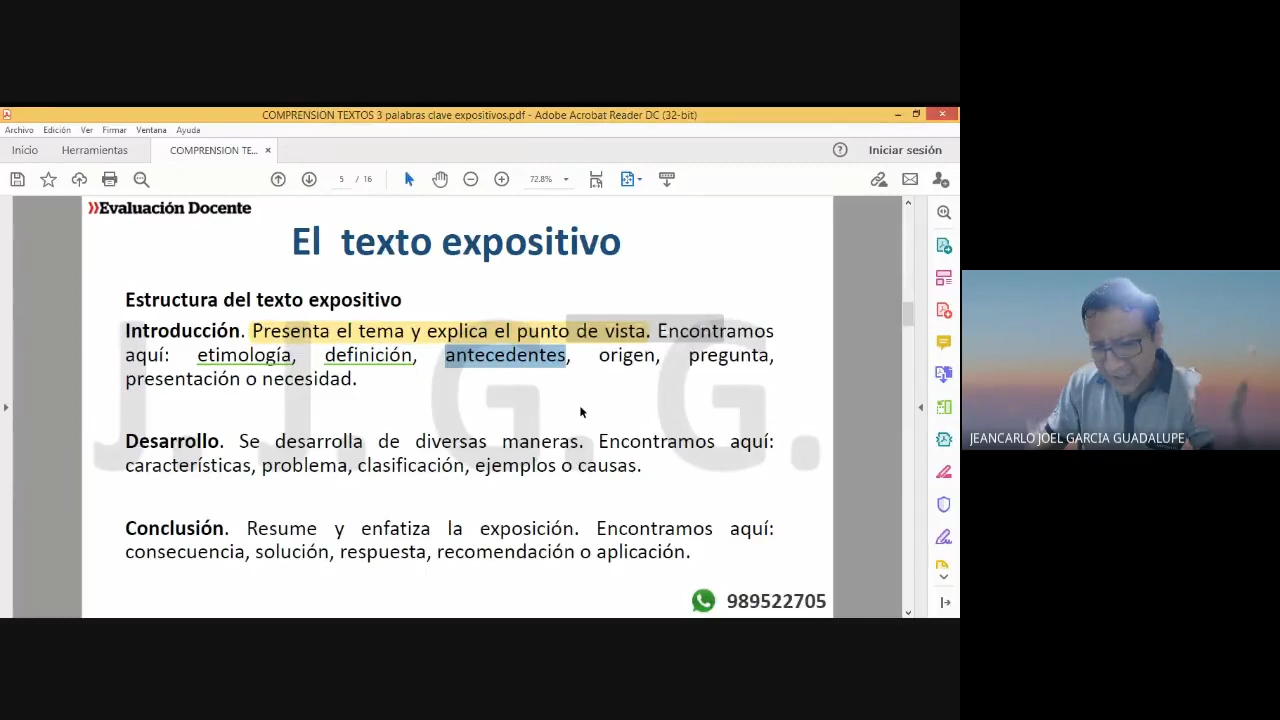 COMPRENSION TEXTOS 3 palabras clave expositivos.pdf - Adobe Acrobat Reader DC (32-bit)
Archivo Edición Ver Firmar Ventana Ayuda
Inicio Herramientas COMPRENSION TE... × Iniciar sesión
5 / 16 72.8%
»Evaluación Docente
El texto expositivo
Estructura del texto expositivo
Introducción. Presenta el tema y explica el punto de vista. Encontramos
aquí: etimología, definición, antecedentes, origen, pregunta,
presentación o necesidad.
Desarrollo. Se desarrolla de diversas maneras. Encontramos aquí:
características, problema, clasificación, ejemplos o causas.
Conclusión. Resume y enfatiza la exposición. Encontramos aquí:
consecuencia, solución, respuesta, recomendación o aplicación.
J. J. G. G.
989522705
JEANCARLO JOEL GARCIA GUADALUPE